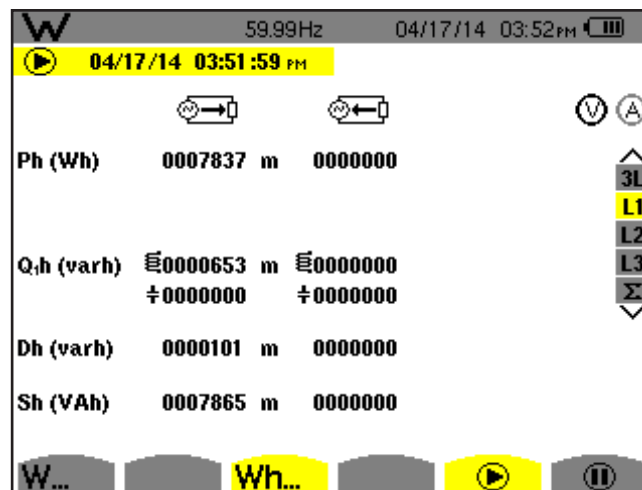 W 59.99Hz 04/17/14 03:52PM
04/17/14 03:51:59 PM
V A
Ph (Wh) 0007837 m 0000000
3L
L1
L2
Q₁h (varh) 0000653 m 0000000
L3
0000000 0000000
Σ
Dh (varh) 0000101 m 0000000
Sh (VAh) 0007865 m 0000000
W... Wh...